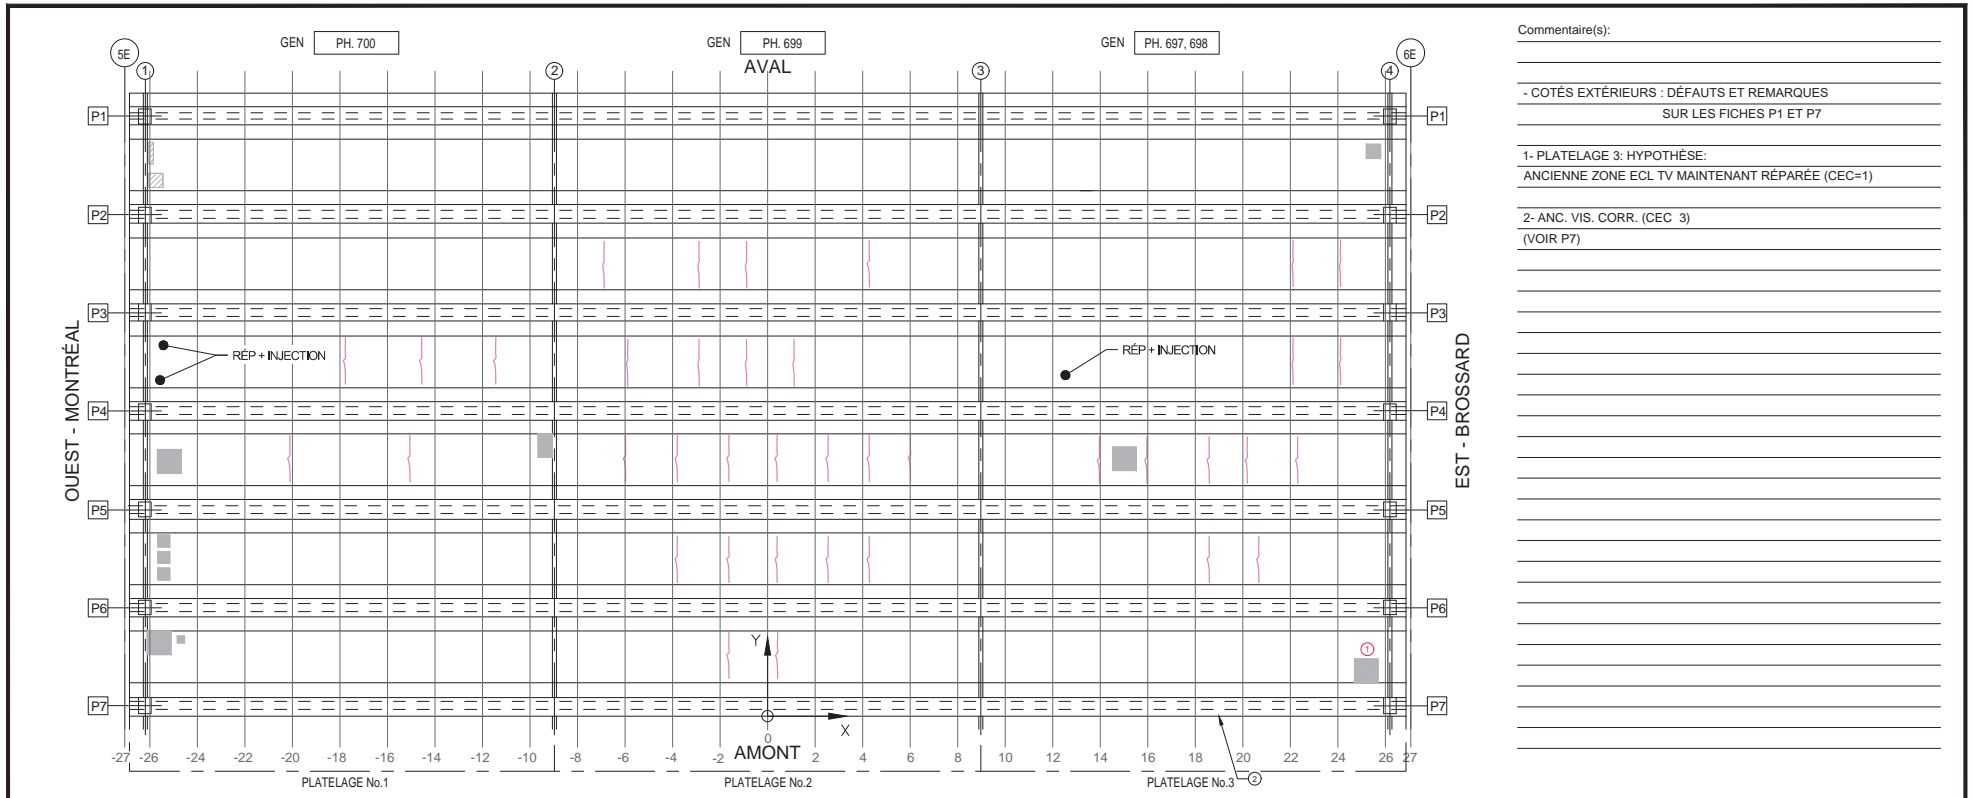 GEN PH. 700
GEN PH. 699
GEN PH. 697, 698
5E
6E
AVAL
1
2
3
4
P1
P1
P2
P2
P3
P3
RÉP + INJECTION
RÉP + INJECTION
OUEST - MONTRÉAL
EST - BROSSARD
P4
P4
P5
P5
P6
P6
1
Y
P7
P7
X
0
-27 -26 -24 -22 -20 -18 -16 -14 -12 -10 -8 -6 -4 -2 2 4 6 8 10 12 14 16 18 20 22 24 26 27
AMONT
2
PLATELAGE No.1
PLATELAGE No.2
PLATELAGE No.3
Commentaire(s):
- COTÉS EXTÉRIEURS : DÉFAUTS ET REMARQUES
SUR LES FICHES P1 ET P7
1- PLATELAGE 3: HYPOTHÈSE:
ANCIENNE ZONE ECL TV MAINTENANT RÉPARÉE (CEC=1)
2- ANC. VIS. CORR. (CEC 3)
(VOIR P7)